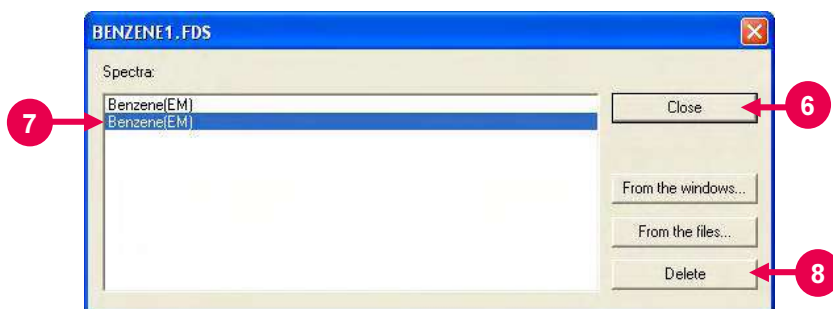 BENZENE1.FDS
Spectra:
Benzene(EM)
Benzene(EM)
Close
From the windows...
From the files...
Delete
6
7
8